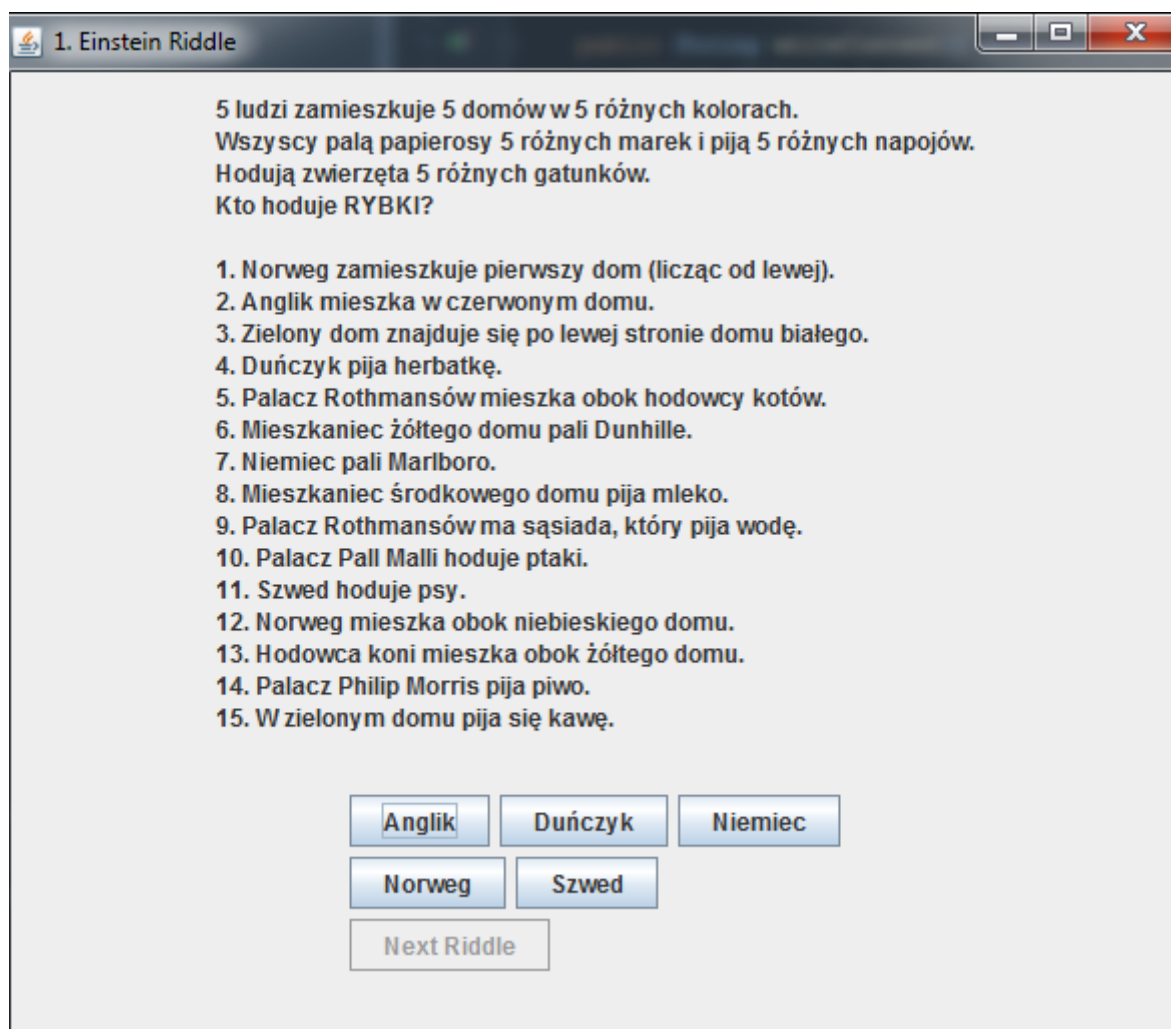 1. Einstein Riddle
5 ludzi zamieszkuje 5 domów w 5 różnych kolorach.
Wszyscy palą papierosy 5 różnych marek i piją 5 różnych napojów.
Hodują zwierzęta 5 różnych gatunków.
Kto hoduje RYBKI?
1. Norweg zamieszkuje pierwszy dom (licząc od lewej).
2. Anglik mieszka w czerwonym domu.
3. Zielony dom znajduje się po lewej stronie domu białego.
4. Duńczyk pija herbatkę.
5. Palacz Rothmansów mieszka obok hodowcy kotów.
6. Mieszkaniec żółtego domu pali Dunhille.
7. Niemiec pali Marlboro.
8. Mieszkaniec środkowego domu pija mleko.
9. Palacz Rothmansów ma sąsiada, który pija wodę.
10. Palacz Pall Malli hoduje ptaki.
11. Szwed hoduje psy.
12. Norweg mieszka obok niebieskiego domu.
13. Hodowca koni mieszka obok żółtego domu.
14. Palacz Philip Morris pija piwo.
15. W zielonym domu pija się kawę.
Anglik Duńczyk Niemiec
Norweg Szwed
Next Riddle